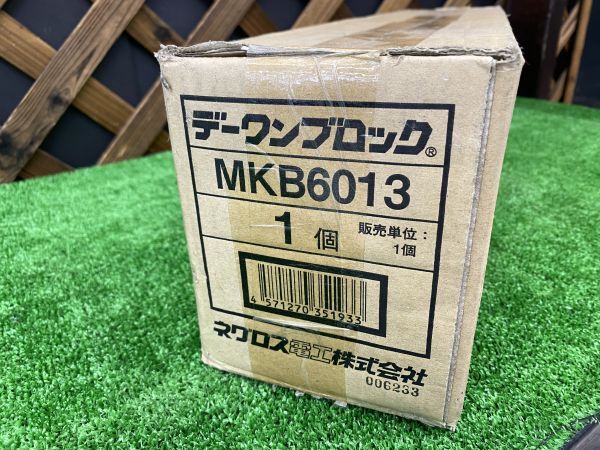 デーワンブロック®
MKB6013
1個
販売単位:
1個
4 571270 351933
ネグロス電工株式会社
006233